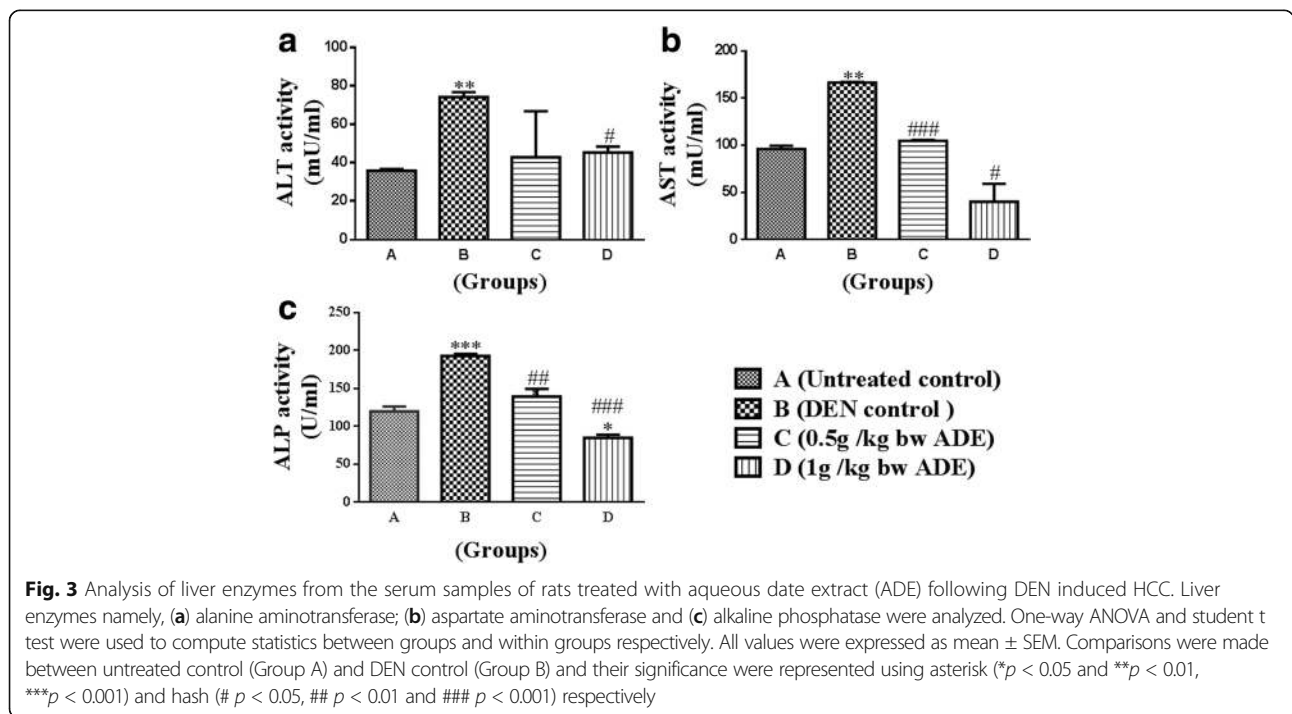 a
100
80
60
40
20
0
ALT activity
(mU/ml)
**
#
A B C D
(Groups)
b
200
150
100
50
0
AST activity
(mU/ml)
**
###
#
A B C D
(Groups)
c
250
200
150
100
50
0
ALP activity
(U/ml)
***
##
###
*
A B C D
(Groups)
A (Untreated control)
B (DEN control )
C (0.5g /kg bw ADE)
D (1g /kg bw ADE)
Fig. 3 Analysis of liver enzymes from the serum samples of rats treated with aqueous date extract (ADE) following DEN induced HCC. Liver
enzymes namely, (a) alanine aminotransferase; (b) aspartate aminotransferase and (c) alkaline phosphatase were analyzed. One-way ANOVA and student t
test were used to compute statistics between groups and within groups respectively. All values were expressed as mean ± SEM. Comparisons were made
between untreated control (Group A) and DEN control (Group B) and their significance were represented using asterisk (*p < 0.05 and **p < 0.01,
***p < 0.001) and hash (# p < 0.05, ## p < 0.01 and ### p < 0.001) respectively